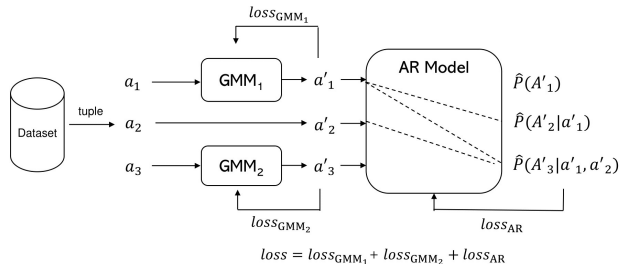 loss_GMM₁
a₁ GMM₁ a′₁ AR Model P̂(A′₁)
Dataset tuple a₂ a′₂ P̂(A′₂|a′₁)
a₃ GMM₂ a′₃ P̂(A′₃|a′₁, a′₂)
loss_GMM₂ loss_AR
loss = loss_GMM₁ + loss_GMM₂ + loss_AR